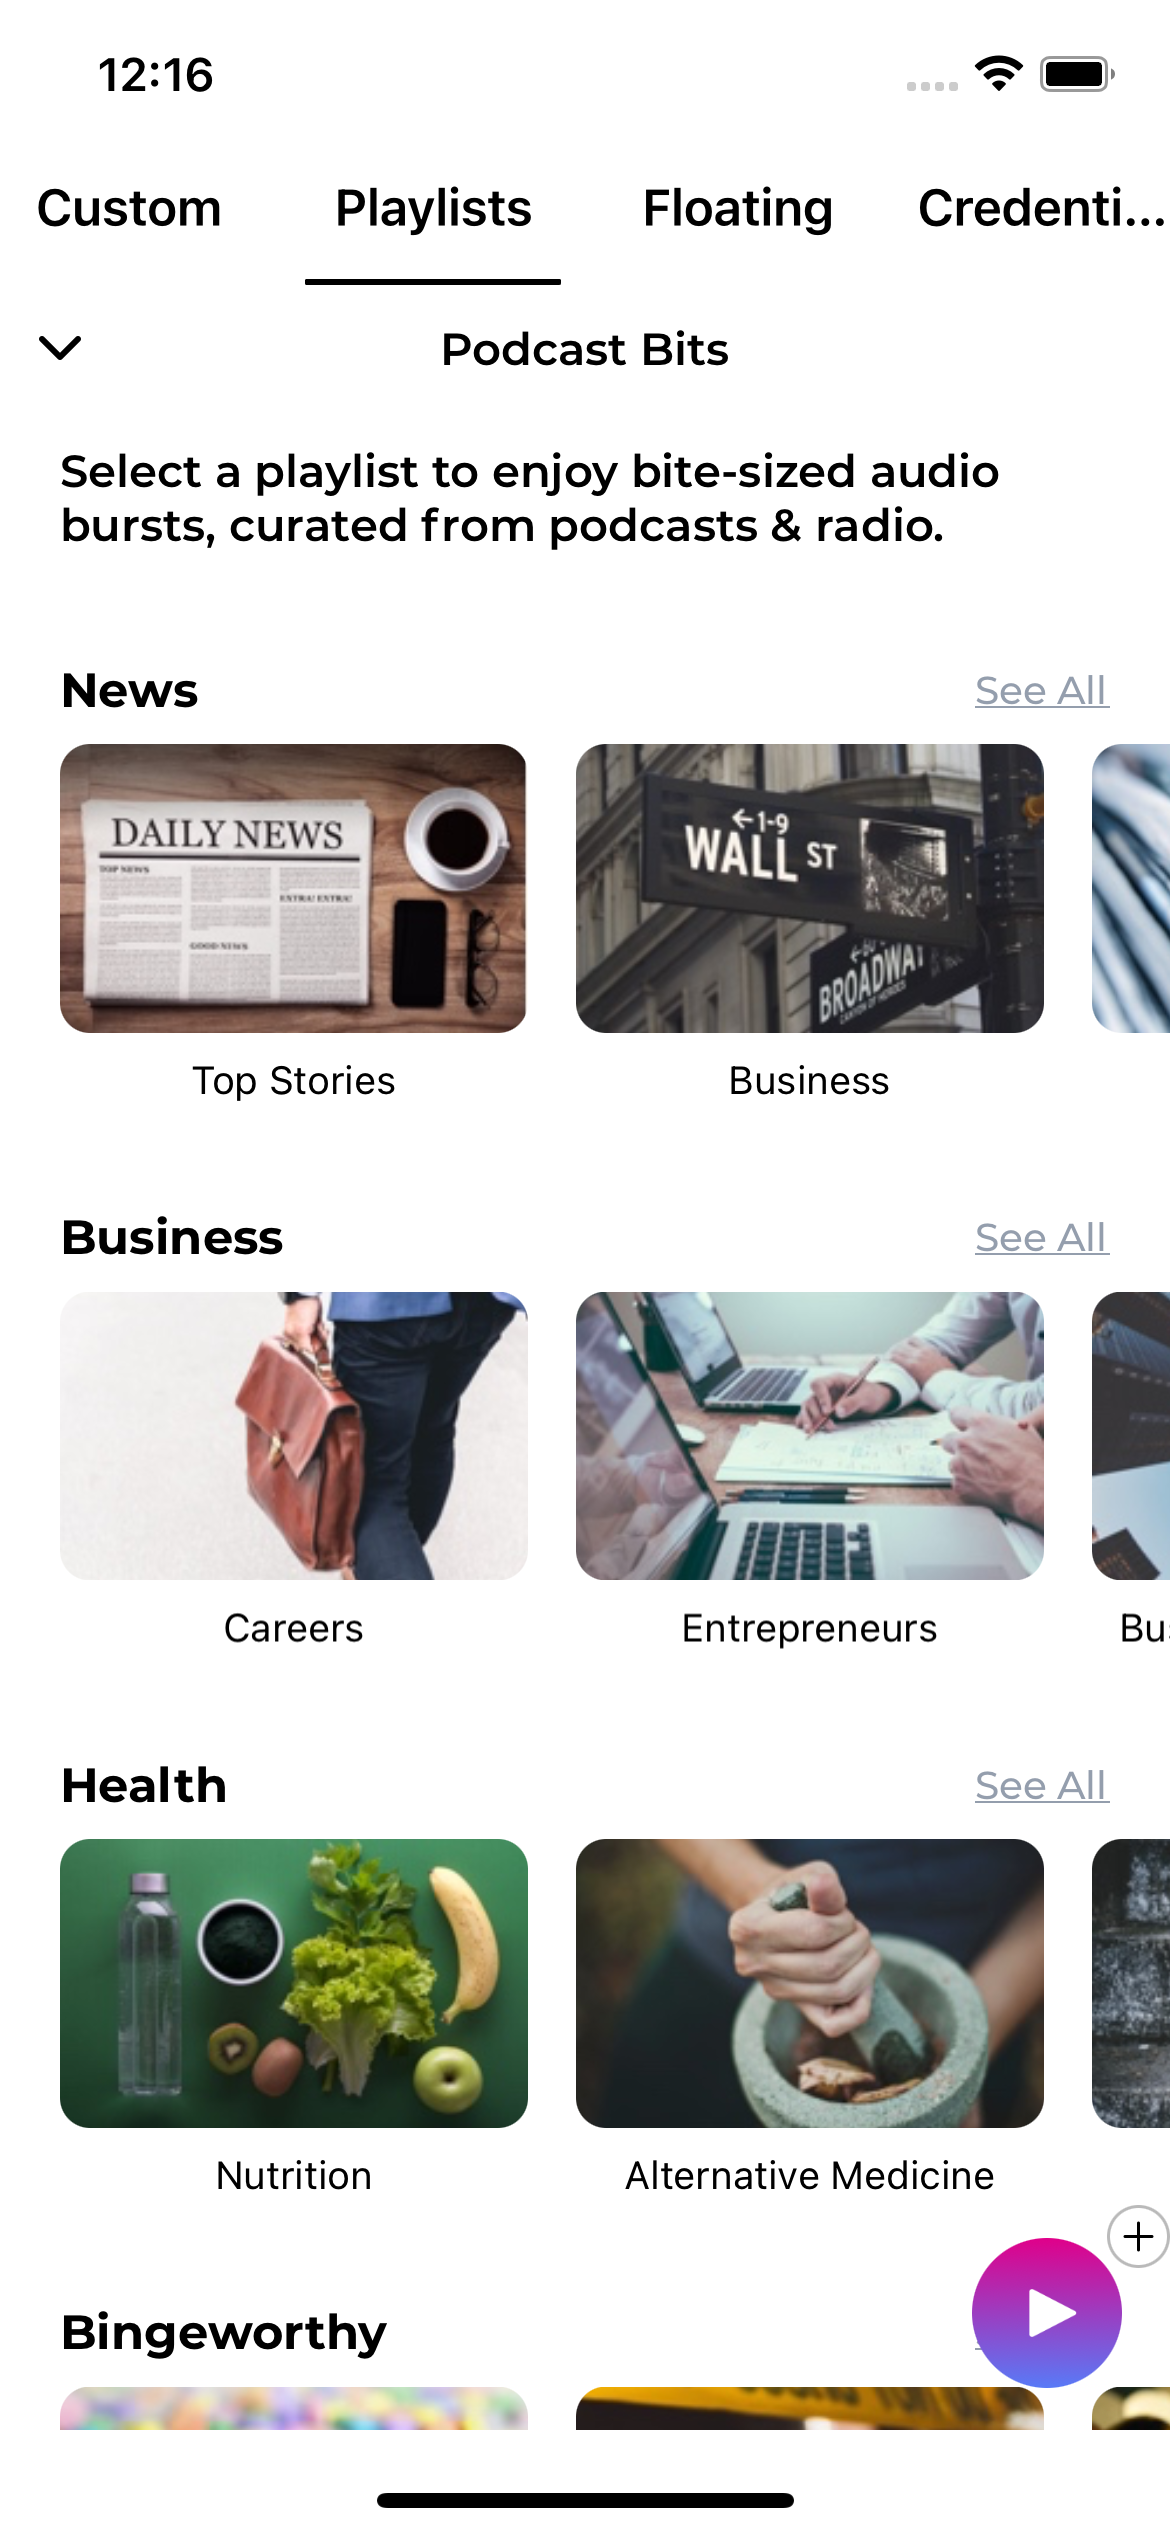 12:16
Custom
Playlists
Floating
Credenti...
Podcast Bits
Select a playlist to enjoy bite-sized audio
bursts, curated from podcasts & radio.
News
See All
DAILY NEWS
TOP NEWS
EXTRA! EXTRA!
GOOD NEWS
←1-9
WALL ST
BROADWAY
CANYON OF HEROES
Top Stories
Business
Business
See All
Careers
Entrepreneurs
Bu
Health
See All
Nutrition
Alternative Medicine
Bingeworthy